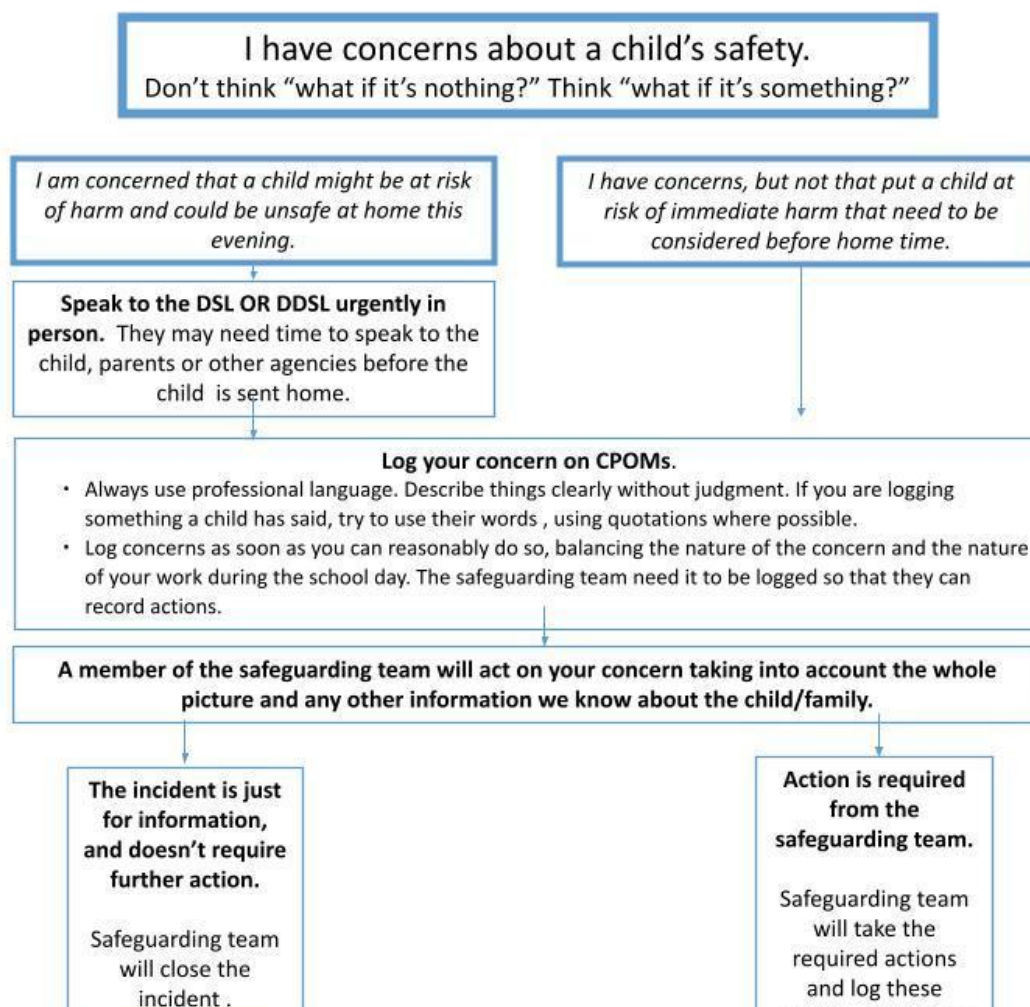 I have concerns about a child’s safety.
Don’t think “what if it’s nothing?” Think “what if it’s something?”
I am concerned that a child might be at risk
of harm and could be unsafe at home this
evening.
I have concerns, but not that put a child at
risk of immediate harm that need to be
considered before home time.
Speak to the DSL OR DDSL urgently in
person. They may need time to speak to the
child, parents or other agencies before the
child is sent home.
Log your concern on CPOMs.
· Always use professional language. Describe things clearly without judgment. If you are logging
something a child has said, try to use their words , using quotations where possible.
· Log concerns as soon as you can reasonably do so, balancing the nature of the concern and the nature
of your work during the school day. The safeguarding team need it to be logged so that they can
record actions.
A member of the safeguarding team will act on your concern taking into account the whole
picture and any other information we know about the child/family.
The incident is just
for information,
and doesn’t require
further action.
Safeguarding team
will close the
incident .
Action is required
from the
safeguarding team.
Safeguarding team
will take the
required actions
and log these